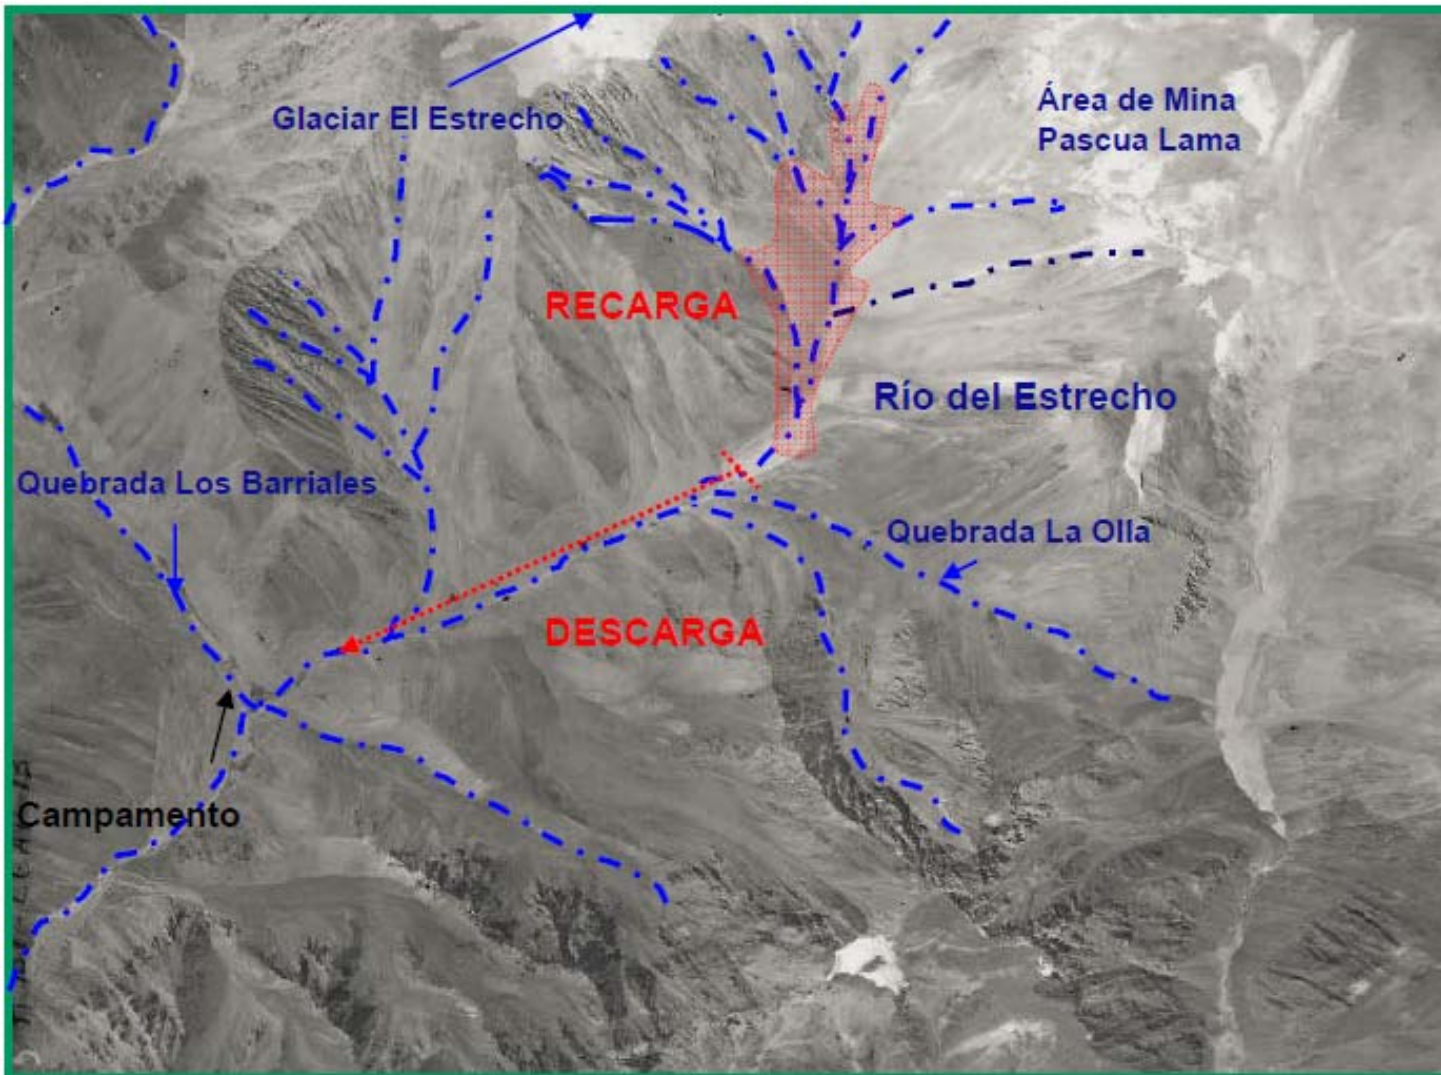 Glaciar El Estrecho
Área de Mina
Pascua Lama
RECARGA
Río del Estrecho
Quebrada Los Barriales
Quebrada La Olla
DESCARGA
Campamento